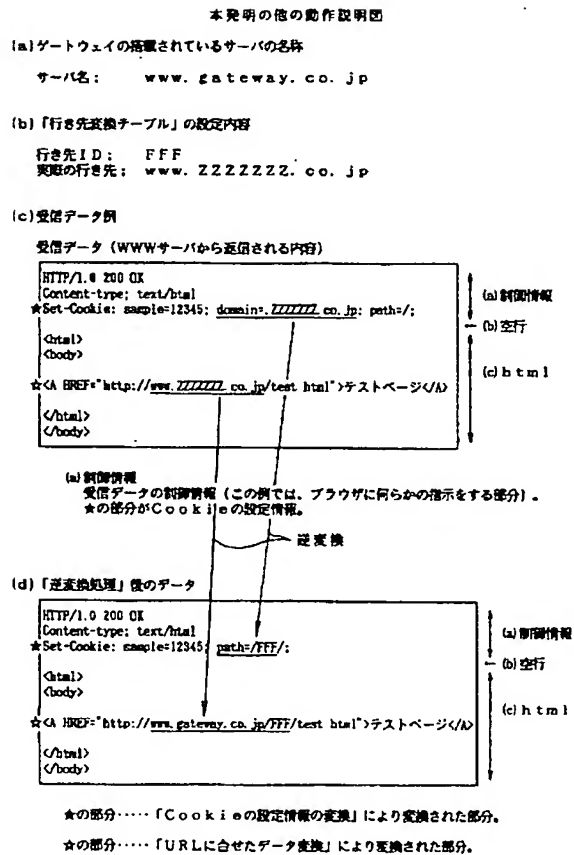 本発明の他の動作説明図
(a)ゲートウェイの搭載されているサーバの名称
サーバ名： www. gateway. co. jp
(b)「行き先変換テーブル」の設定内容
行き先ID： FFF
実際の行き先： www. ZZZZZZZ. co. jp
(c)受信データ例
受信データ（WWWサーバから返信される内容）
HTTP/1.0 200 OK
Content-type: text/html
★Set-Cookie: sample=12345; domain=.ZZZZZZZ.co.jp; path=/;
<html>
<body>
☆<A HREF="http://www.ZZZZZZZ.co.jp/test html">テストページ</A>
</html>
</body>
(a)制御情報
(b)空行
(c)html
(a)制御情報
受信データの制御情報（この例では、ブラウザに何らかの指示をする部分）。
★の部分がCookieの設定情報。
逆変換
(d)「逆変換処理」後のデータ
HTTP/1.0 200 OK
Content-type: text/html
★Set-Cookie: sample=12345; path=/FFF/;
<html>
<body>
☆<A HREF="http://www.gateway.co.jp/FFF/test html">テストページ</A>
</html>
</body>
(a)制御情報
(b)空行
(c)html
★の部分‥‥‥「Cookieの設定情報の変換」により変換された部分。
☆の部分‥‥‥「URLに合せたデータ変換」により変換された部分。